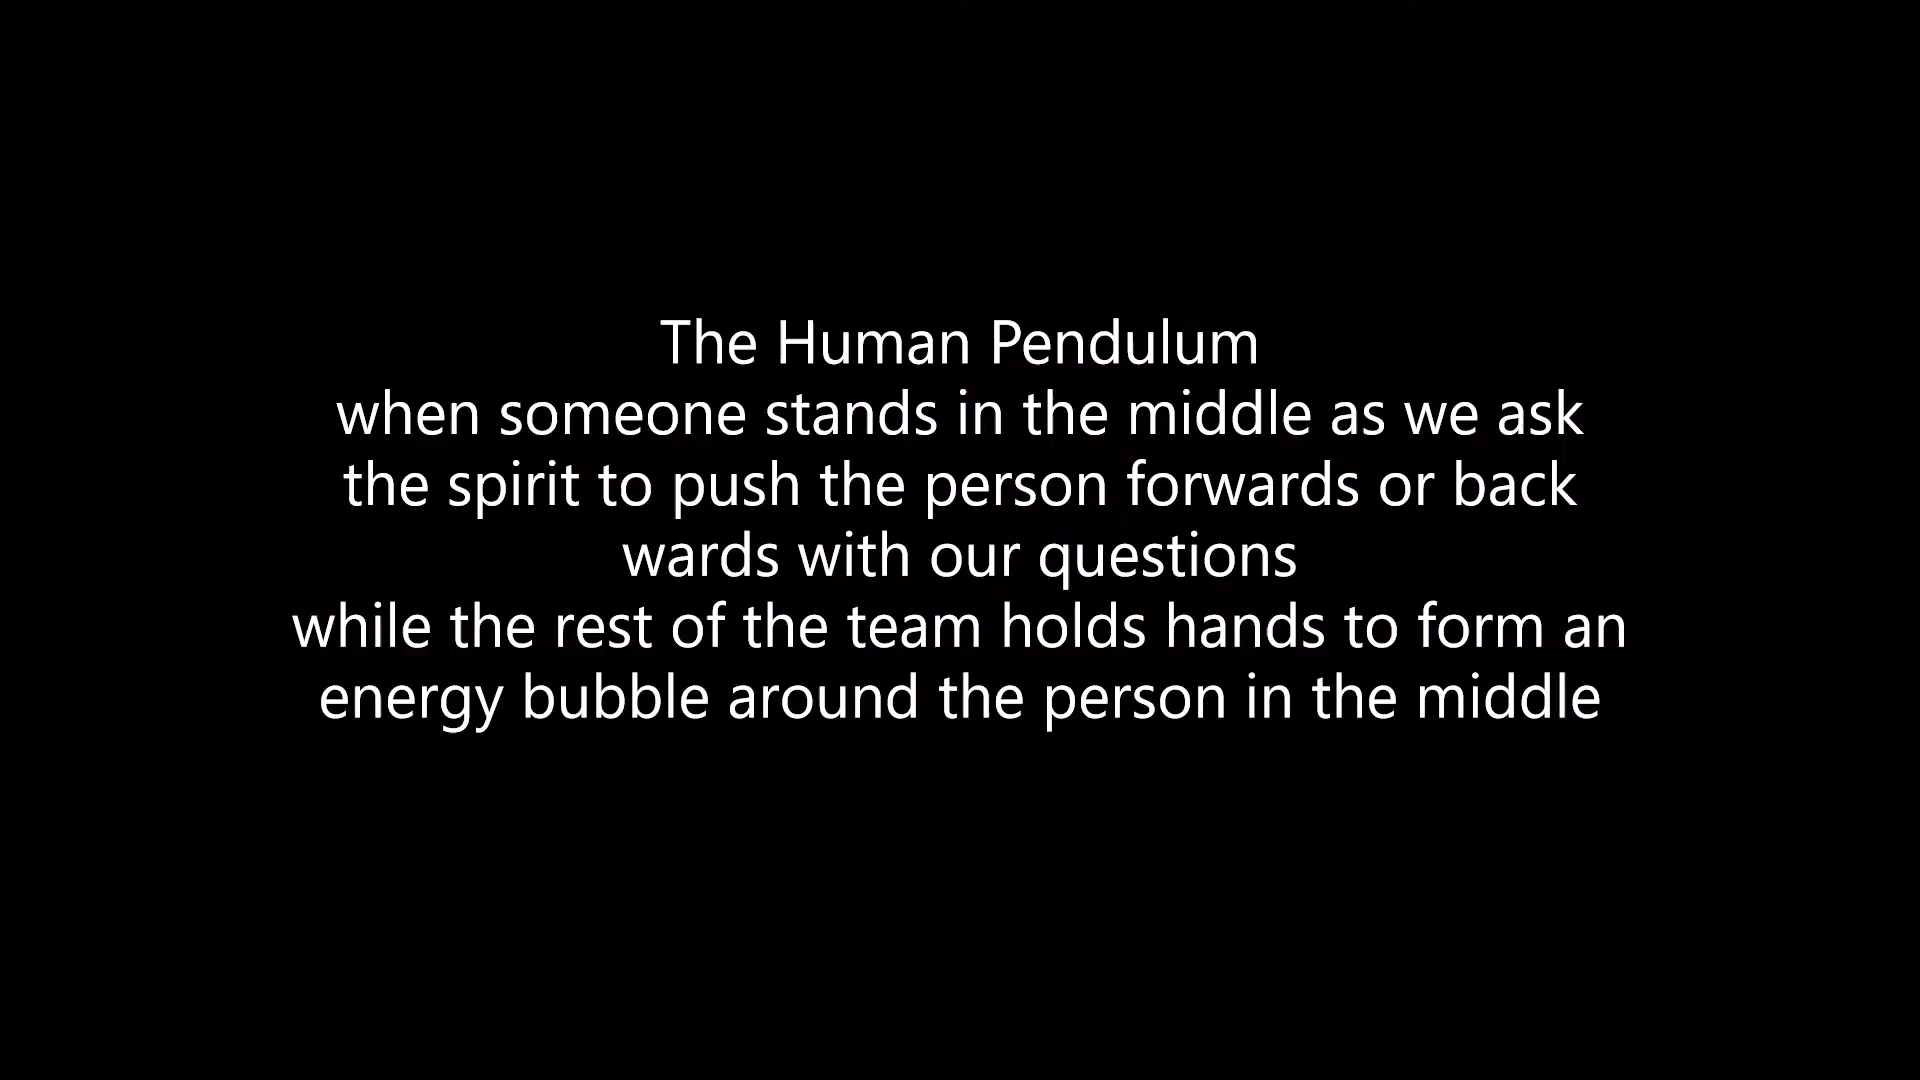 The Human Pendulum
when someone stands in the middle as we ask
the spirit to push the person forwards or back
wards with our questions
while the rest of the team holds hands to form an
energy bubble around the person in the middle